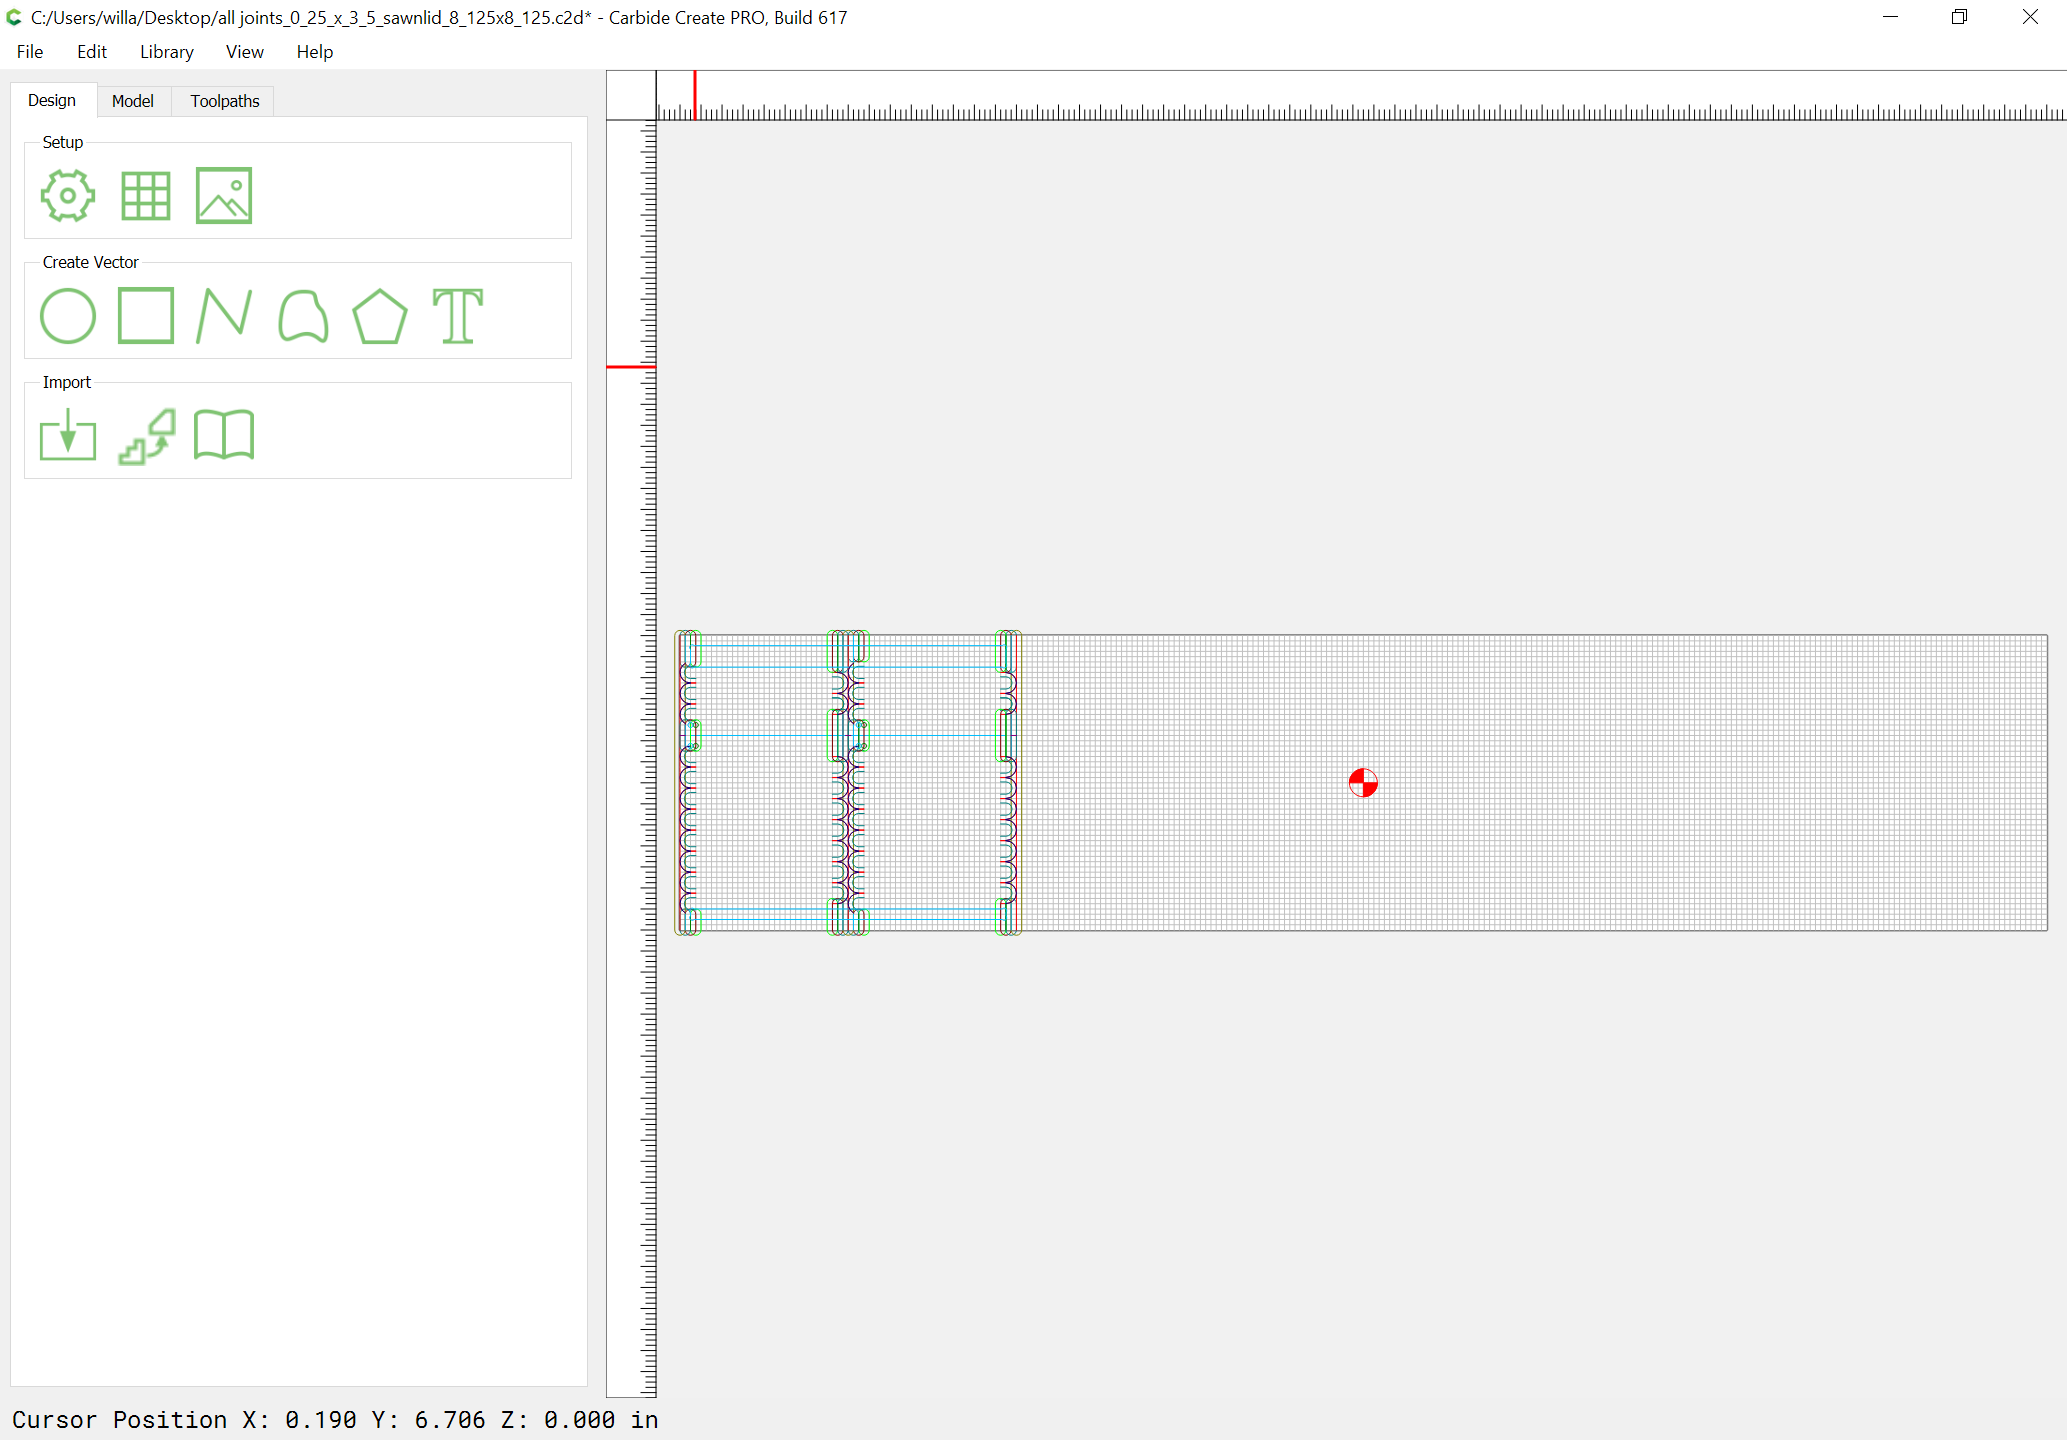 C:/Users/willa/Desktop/all joints_0_25_x_3_5_sawnlid_8_125x8_125.c2d* - Carbide Create PRO, Build 617
File Edit Library View Help
Design Model Toolpaths
Setup
Create Vector
Import
Cursor Position X: 0.190 Y: 6.706 Z: 0.000 in